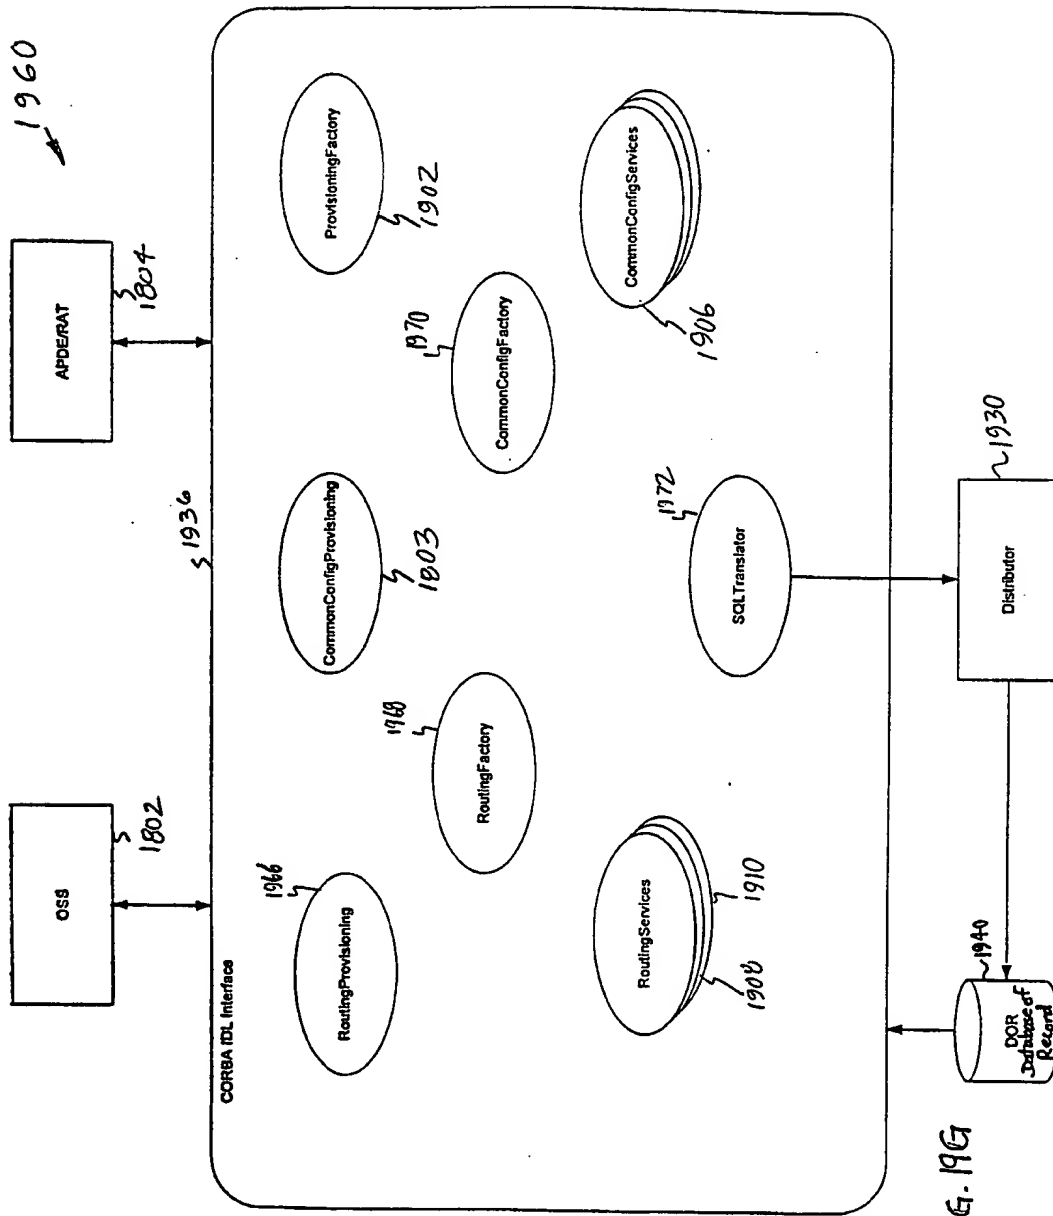 1960
OSS
1802
APDE/RAT
1804
CORBA IDL Interface
1936
RoutingProvisioning
1966
CommonConfigProvisioning
1803
ProvisioningFactory
1902
RoutingFactory
1968
CommonConfigFactory
1970
RoutingServices
1908
1910
SQLTranslator
1972
CommonConfigServices
1906
DOR
Database of
Record
1940
Distributor
1930
G. 19G